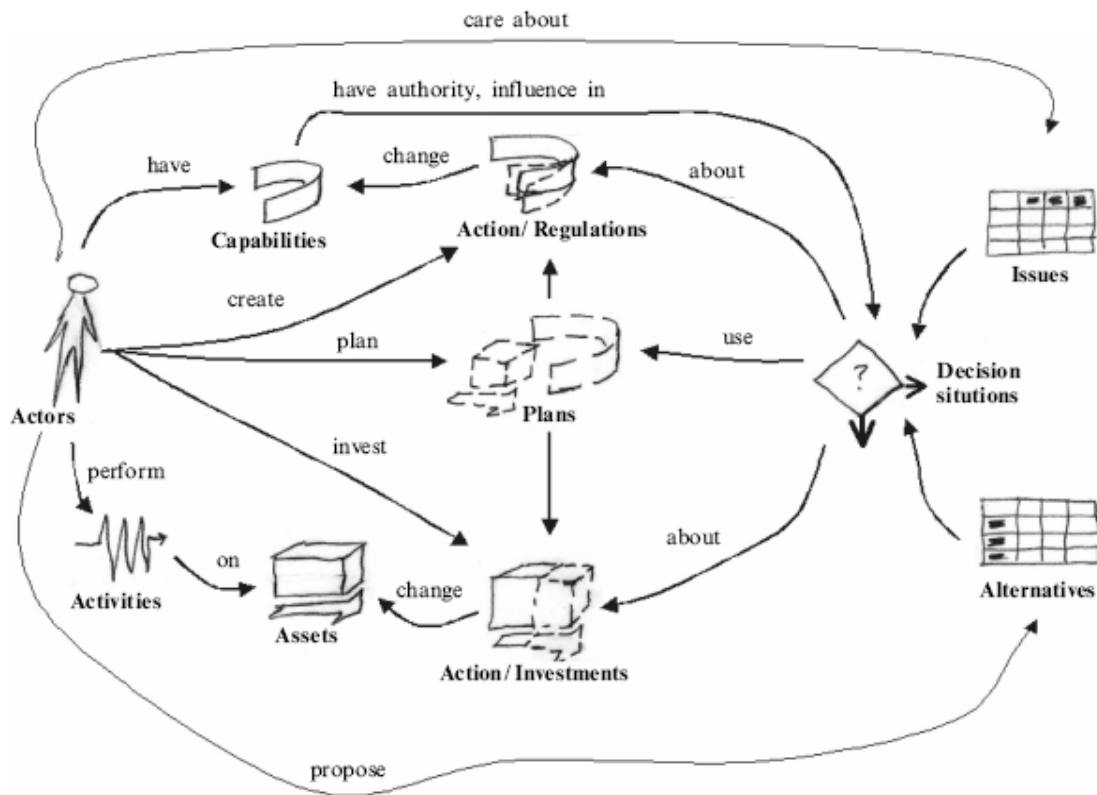 care about
have authority, influence in
have
change
about
Capabilities
Action/ Regulations
Issues
create
plan
use
Actors
Plans
?
Decision
situtions
invest
perform
about
on
change
Activities
Assets
Action/ Investments
Alternatives
propose